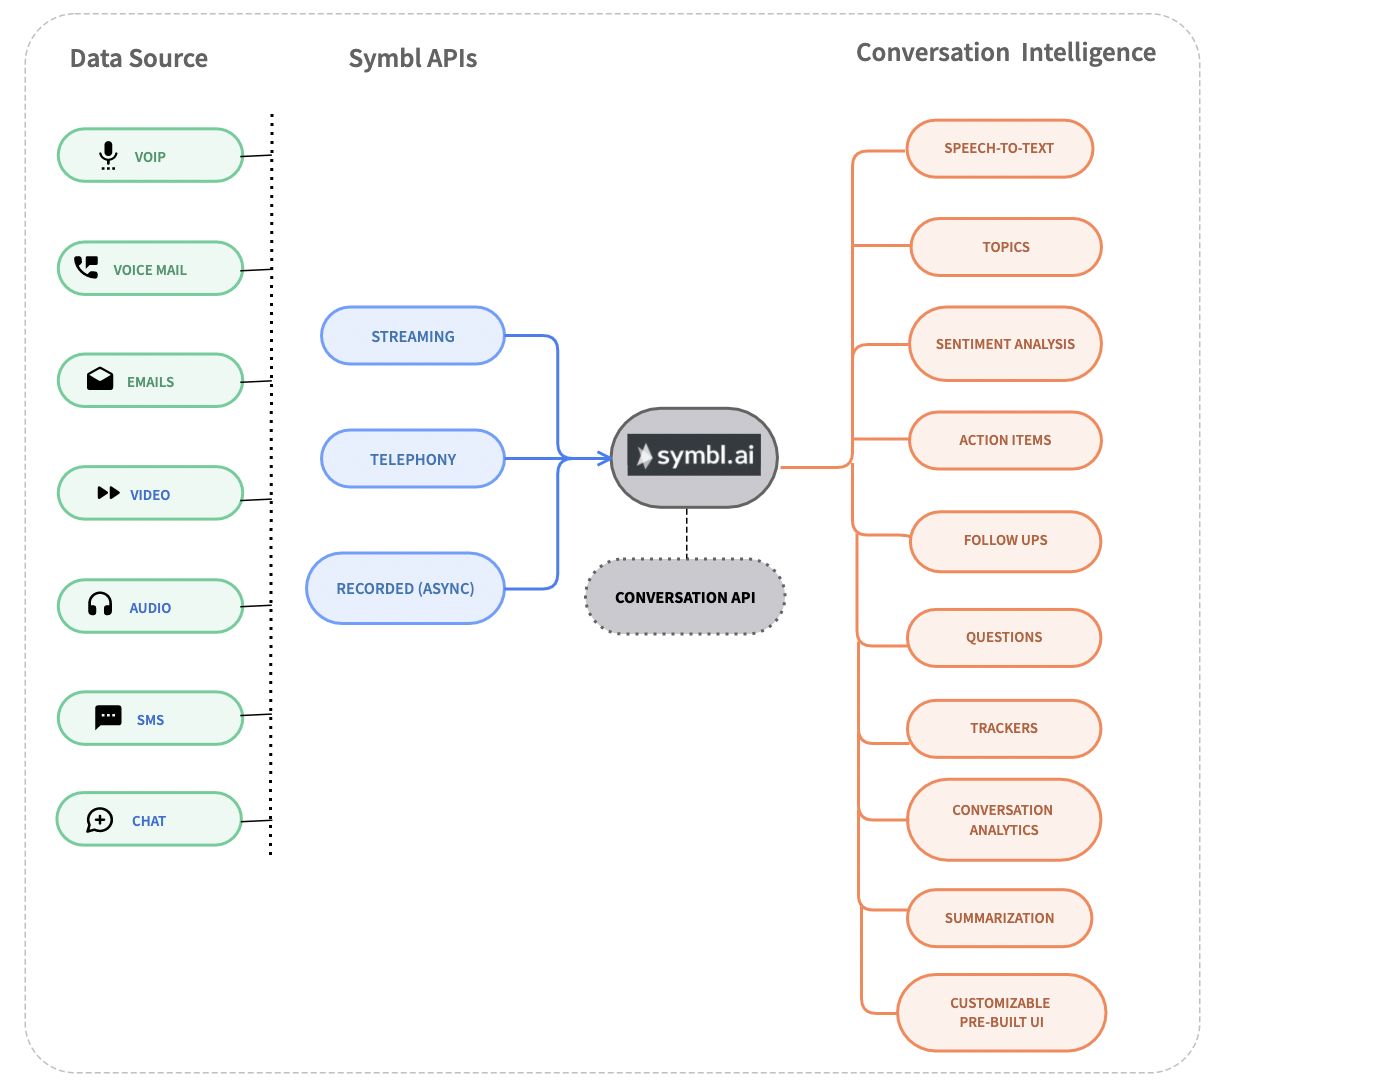 Data Source
VOIP
VOICE MAIL
EMAILS
VIDEO
AUDIO
SMS
CHAT
Symbl APIs
STREAMING
TELEPHONY
RECORDED (ASYNC)
symbl.ai
CONVERSATION API
Conversation Intelligence
SPEECH-TO-TEXT
TOPICS
SENTIMENT ANALYSIS
ACTION ITEMS
FOLLOW UPS
QUESTIONS
TRACKERS
CONVERSATION
ANALYTICS
SUMMARIZATION
CUSTOMIZABLE
PRE-BUILT UI